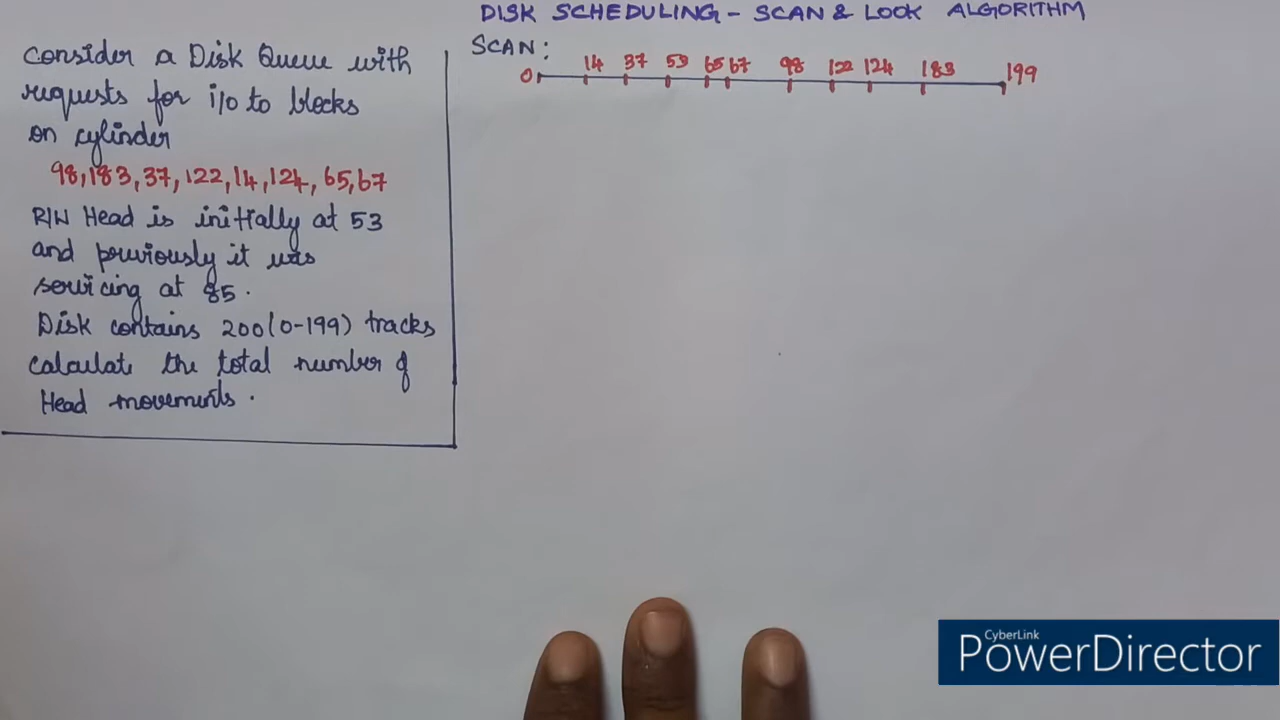 DISK SCHEDULING - SCAN & LOOK ALGORITHM
Consider a Disk Queue with
requests for i/o to blocks
on cylinder
98,183,37,122,14,124,65,67
R/W Head is initially at 53
and previously it was
servicing at 85.
Disk contains 200(0-199) tracks
calculate the total number of
Head movements.
SCAN:
0 14 37 53 65 67 98 122 124 183 199
CyberLink
PowerDirector